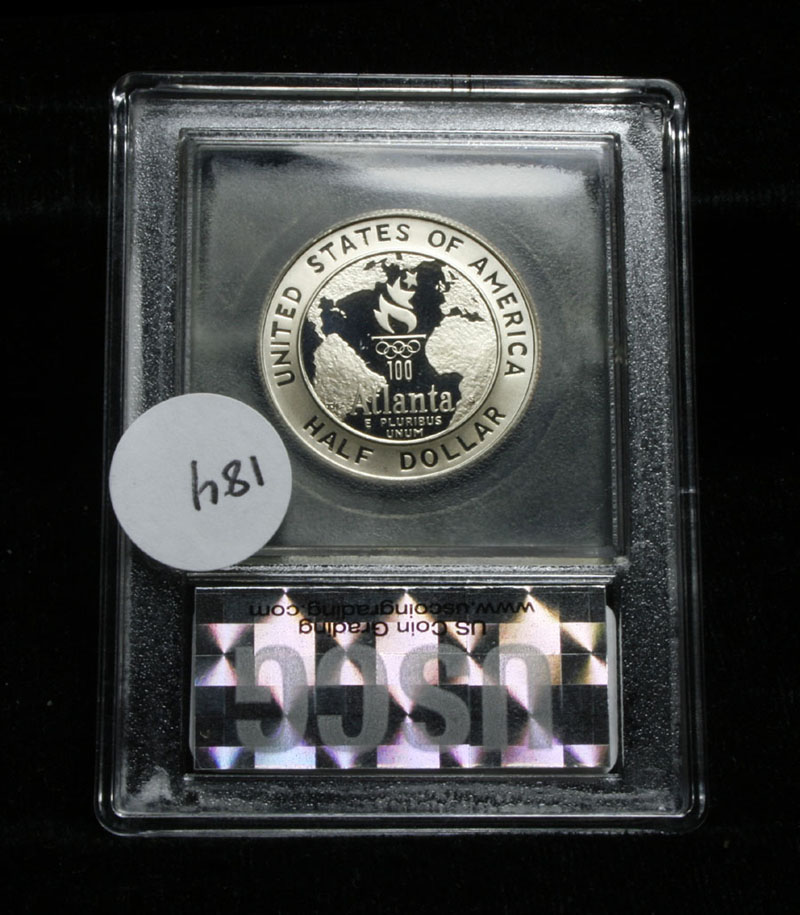 UNITED STATES OF AMERICA
100
Atlanta
E PLURIBUS
UNUM
HALF DOLLAR
184
USCG
US Coin Grading
www.uscoingrading.com